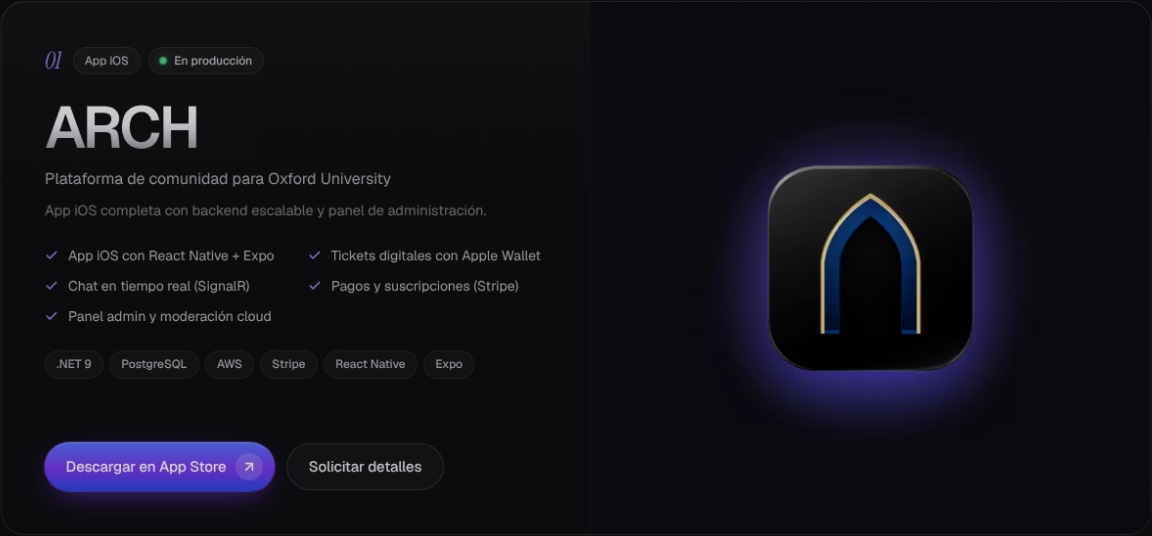 01 App iOS En producción
ARCH
Plataforma de comunidad para Oxford University
App iOS completa con backend escalable y panel de administración.
App iOS con React Native + Expo
Tickets digitales con Apple Wallet
Chat en tiempo real (SignalR)
Pagos y suscripciones (Stripe)
Panel admin y moderación cloud
.NET 9 PostgreSQL AWS Stripe React Native Expo
Descargar en App Store Solicitar detalles